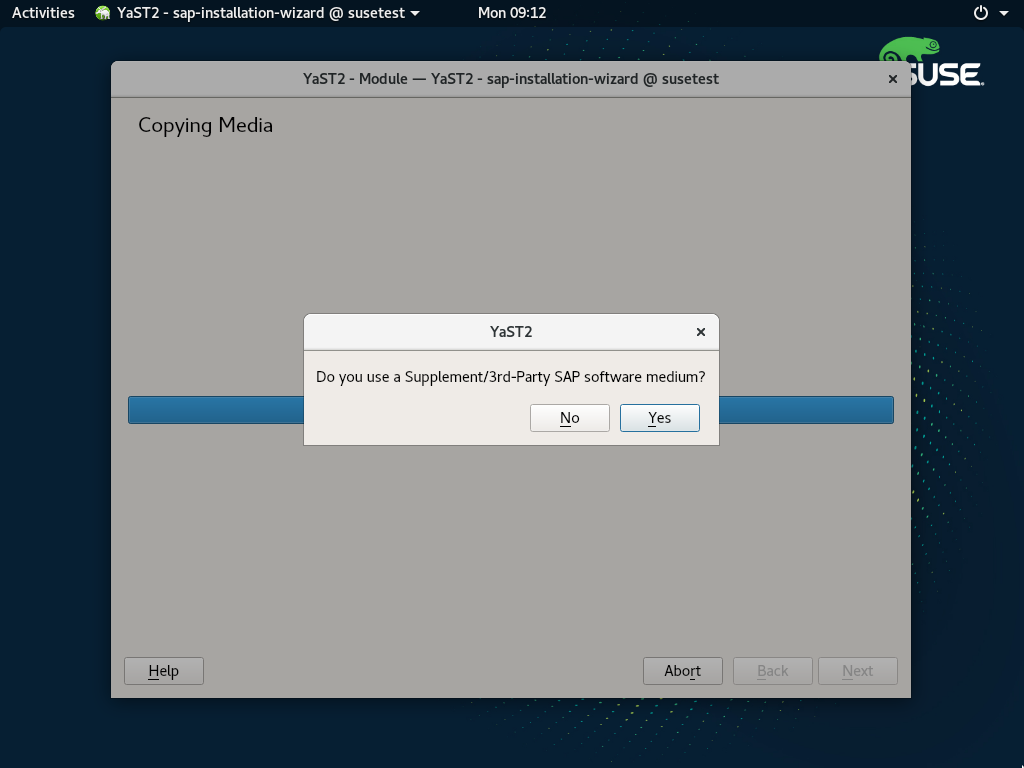 Activities YaST2 - sap-installation-wizard @ susetest Mon 09:12
SUSE
YaST2 - Module — YaST2 - sap-installation-wizard @ susetest
Copying Media
YaST2
Do you use a Supplement/3rd-Party SAP software medium?
No Yes
Help Abort Back Next